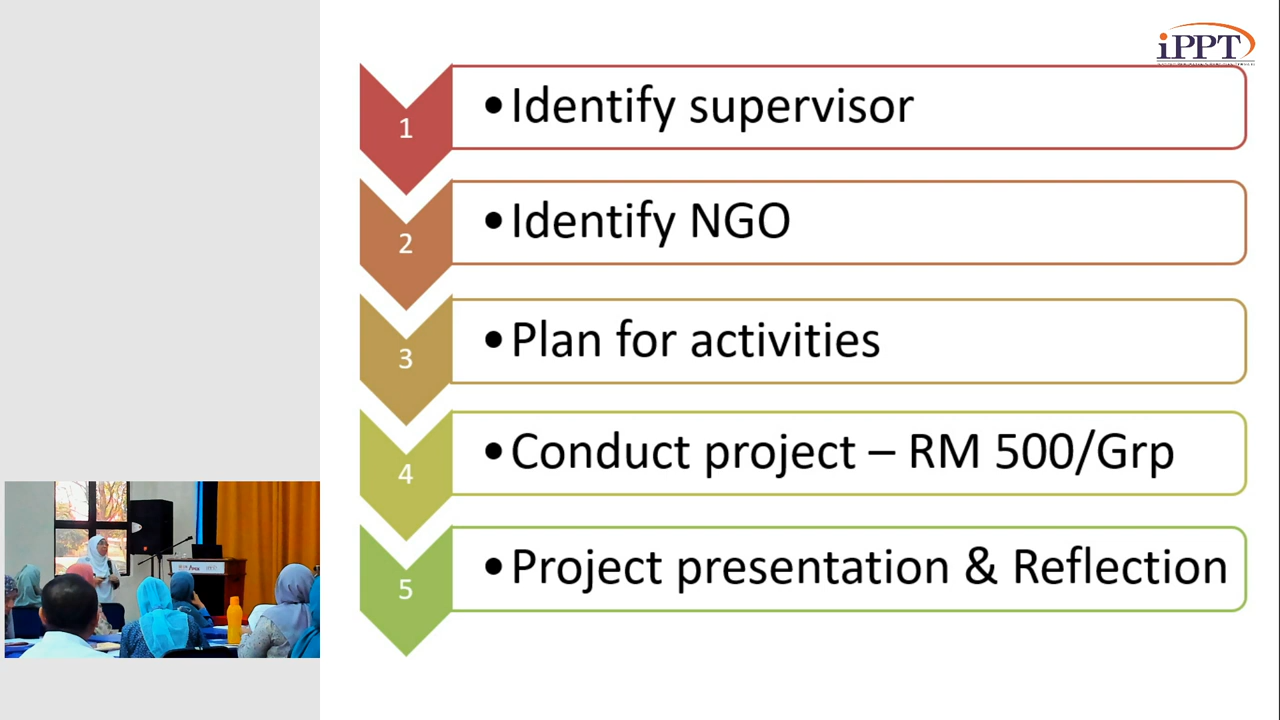 iPPT
1
•Identify supervisor
2
•Identify NGO
3
•Plan for activities
4
•Conduct project – RM 500/Grp
5
•Project presentation & Reflection